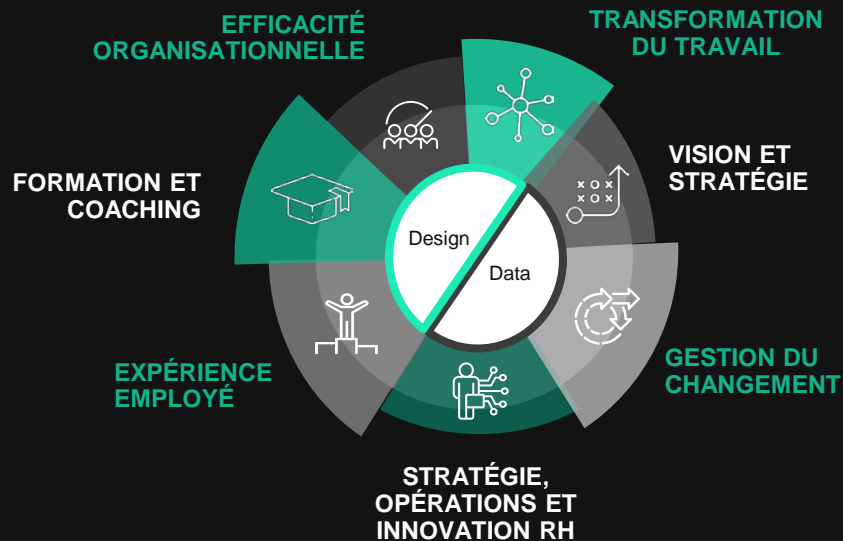 EFFICACITÉ
ORGANISATIONNELLE
TRANSFORMATION
DU TRAVAIL
VISION ET
STRATÉGIE
FORMATION ET
COACHING
Design
Data
GESTION DU
CHANGEMENT
EXPÉRIENCE
EMPLOYÉ
STRATÉGIE,
OPÉRATIONS ET
INNOVATION RH